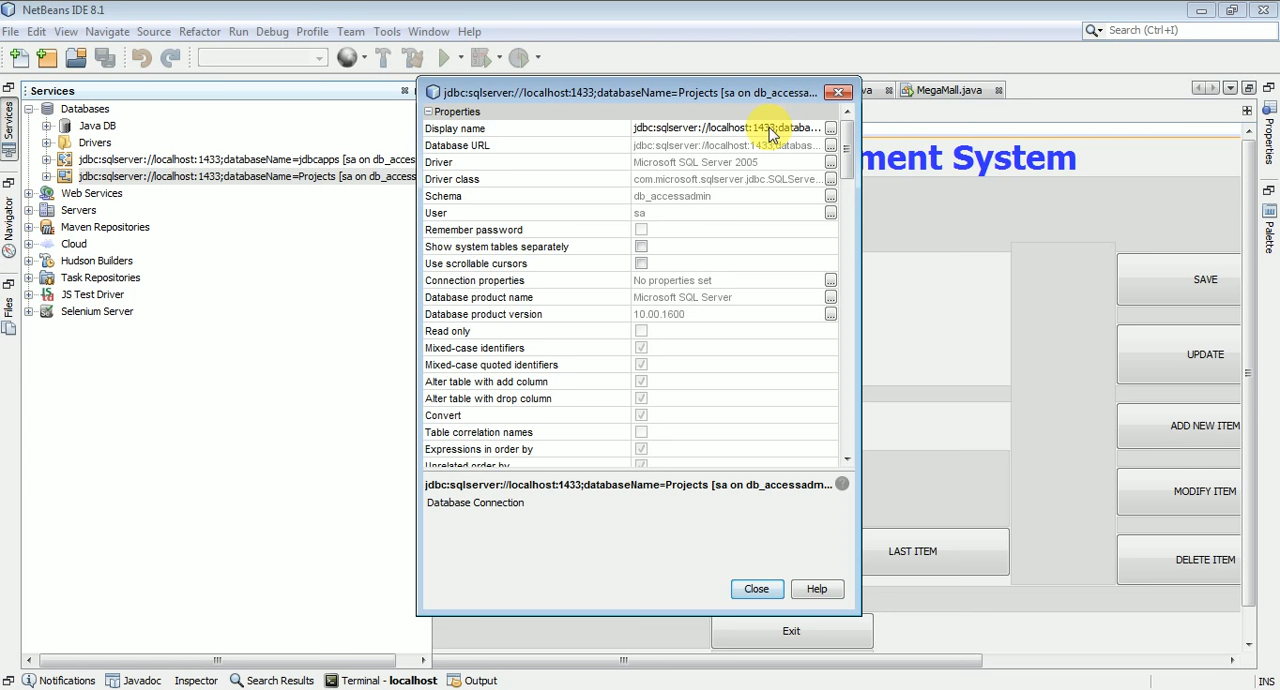 NetBeans IDE 8.1
File Edit View Navigate Source Refactor Run Debug Profile Team Tools Window Help
Search (Ctrl+I)
Services
Databases
Java DB
Drivers
jdbc:sqlserver://localhost:1433;databaseName=jdbcapps [sa on db_acces
jdbc:sqlserver://localhost:1433;databaseName=Projects [sa on db_access
Web Services
Servers
Maven Repositories
Cloud
Hudson Builders
Task Repositories
JS Test Driver
Selenium Server
Services
Navigator
Files
jdbc:sqlserver://localhost:1433;databaseName=Projects [sa on db_accessa...
Properties
Display name jdbc:sqlserver://localhost:1433;databa... ...
Database URL jdbc:sqlserver://localhost:1433;databas... ...
Driver Microsoft SQL Server 2005 ...
Driver class com.microsoft.sqlserver.jdbc.SQLServe... ...
Schema db_accessadmin ...
User sa ...
Remember password
Show system tables separately
Use scrollable cursors
Connection properties No properties set ...
Database product name Microsoft SQL Server ...
Database product version 10.00.1600 ...
Read only
Mixed-case identifiers
Mixed-case quoted identifiers
Alter table with add column
Alter table with drop column
Convert
Table correlation names
Expressions in order by
Unrelated order by
jdbc:sqlserver://localhost:1433;databaseName=Projects [sa on db_accessadm... ?
Database Connection
Close Help
va MegaMall.java
ment System
SAVE
UPDATE
ADD NEW ITEM
MODIFY ITEM
LAST ITEM
DELETE ITEM
Exit
Properties
Palette
Notifications Javadoc Inspector Search Results Terminal - localhost Output
INS